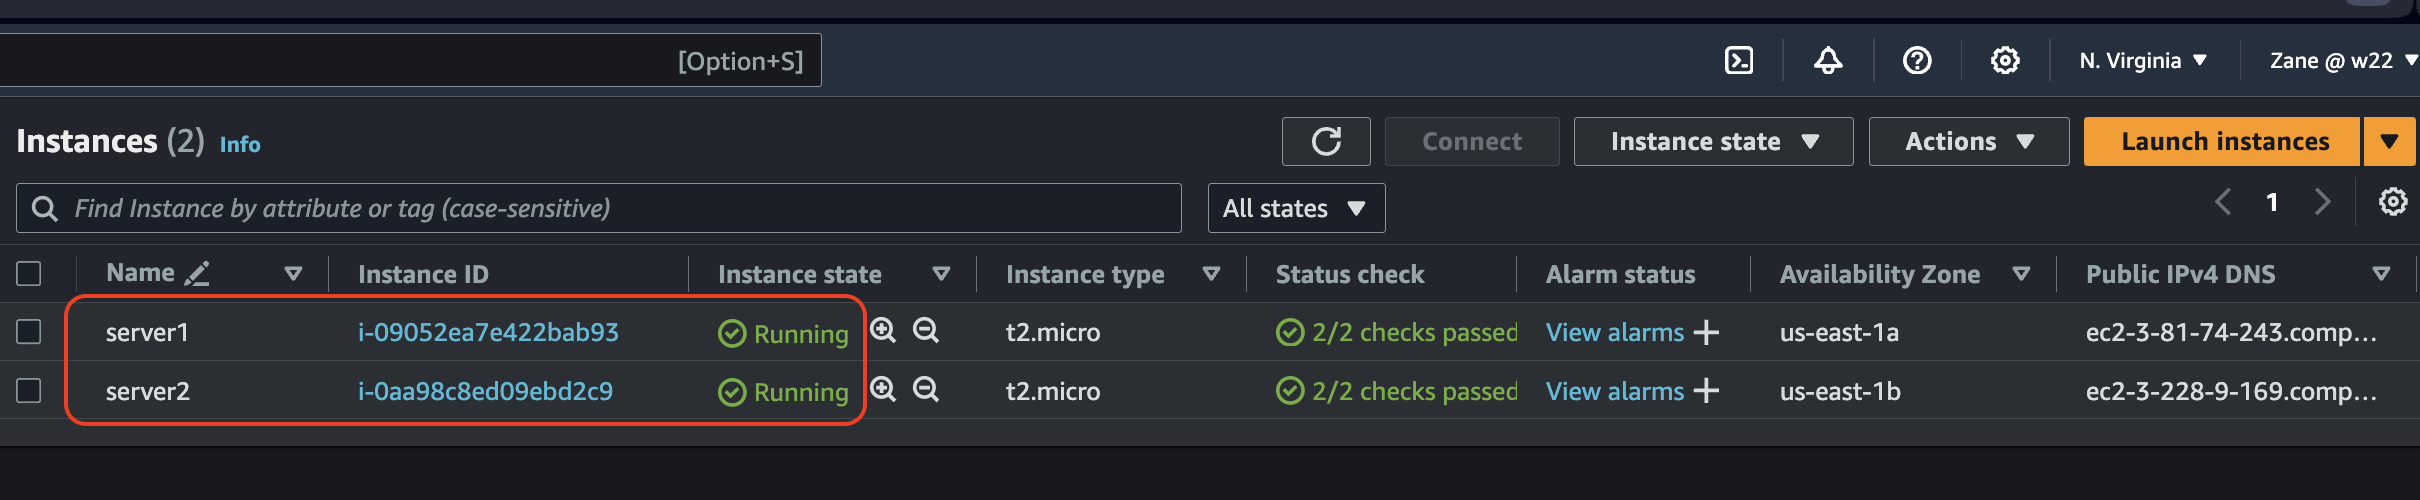 [Option+S] N. Virginia Zane @ w22
Instances (2) Info Connect Instance state Actions Launch instances
Find Instance by attribute or tag (case-sensitive) All states 1
Name Instance ID Instance state Instance type Status check Alarm status Availability Zone Public IPv4 DNS
server1 i-09052ea7e422bab93 Running t2.micro 2/2 checks passed View alarms us-east-1a ec2-3-81-74-243.comp...
server2 i-0aa98c8ed09ebd2c9 Running t2.micro 2/2 checks passed View alarms us-east-1b ec2-3-228-9-169.comp...